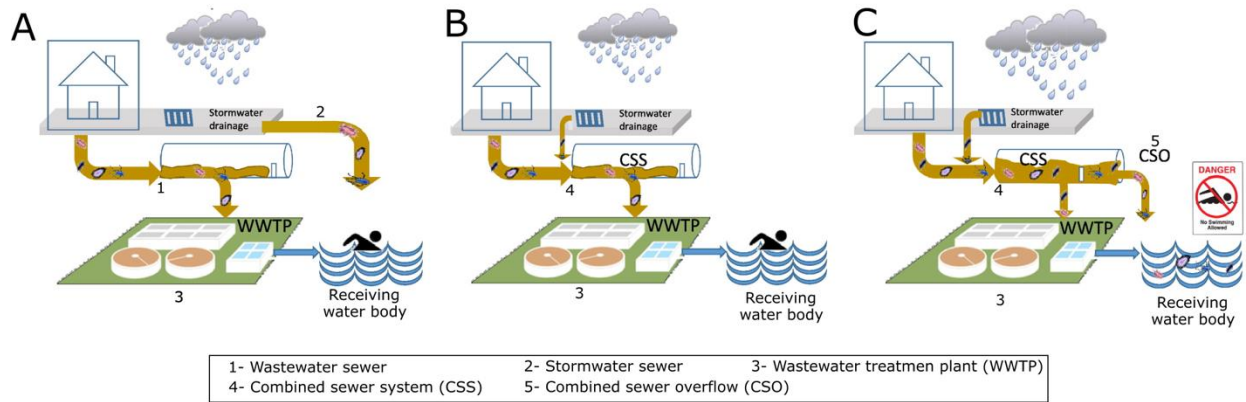 A
Stormwater
drainage
2
1
WWTP
3
Receiving
water body
B
Stormwater
drainage
CSS
4
WWTP
3
Receiving
water body
C
Stormwater
drainage
5
CSO
CSS
4
DANGER
No Swimming
Allowed
WWTP
3
Receiving
water body
1- Wastewater sewer 2- Stormwater sewer 3- Wastewater treatmen plant (WWTP)
4- Combined sewer system (CSS) 5- Combined sewer overflow (CSO)